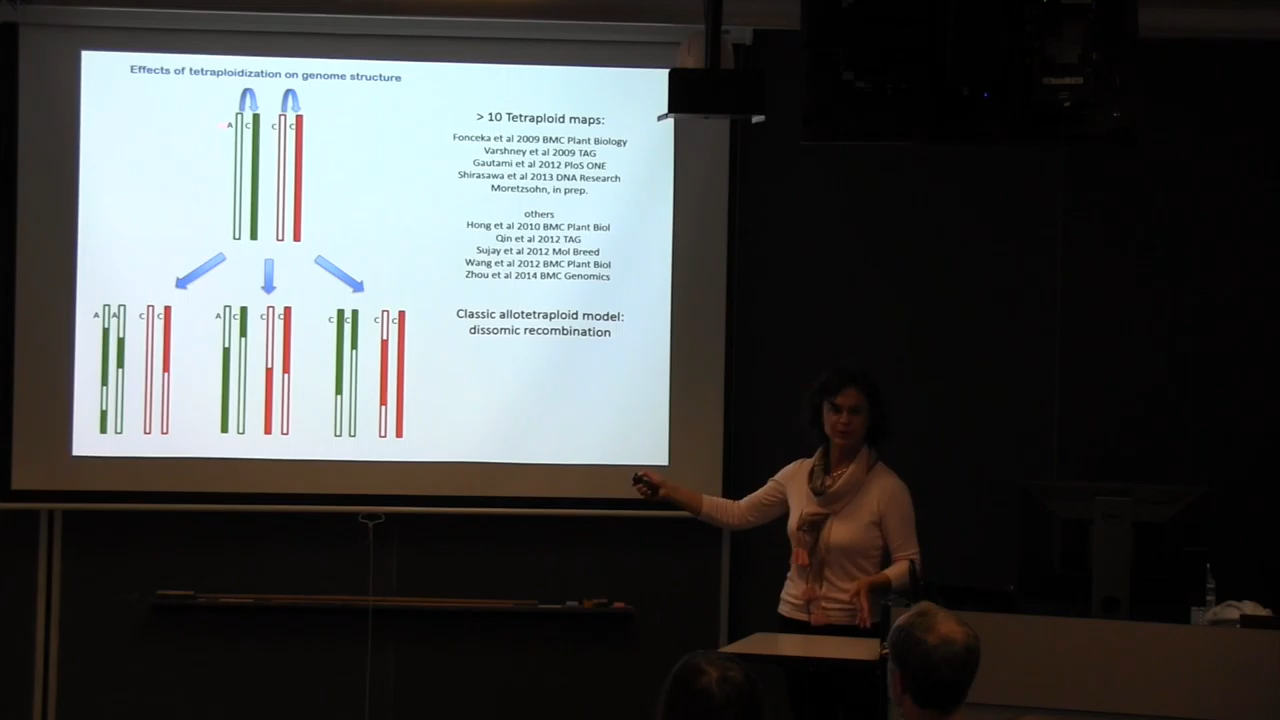 Effects of tetraploidization on genome structure
A C C C
> 10 Tetraploid maps:
Fonceka et al 2009 BMC Plant Biology
Varshney et al 2009 TAG
Gautami et al 2012 PloS ONE
Shirasawa et al 2013 DNA Research
Moretzsohn, in prep.
others
Hong et al 2010 BMC Plant Biol
Qin et al 2012 TAG
Sujay et al 2012 Mol Breed
Wang et al 2012 BMC Plant Biol
Zhou et al 2014 BMC Genomics
Classic allotetraploid model:
dissomic recombination
A A C C
A C C C
C C C C